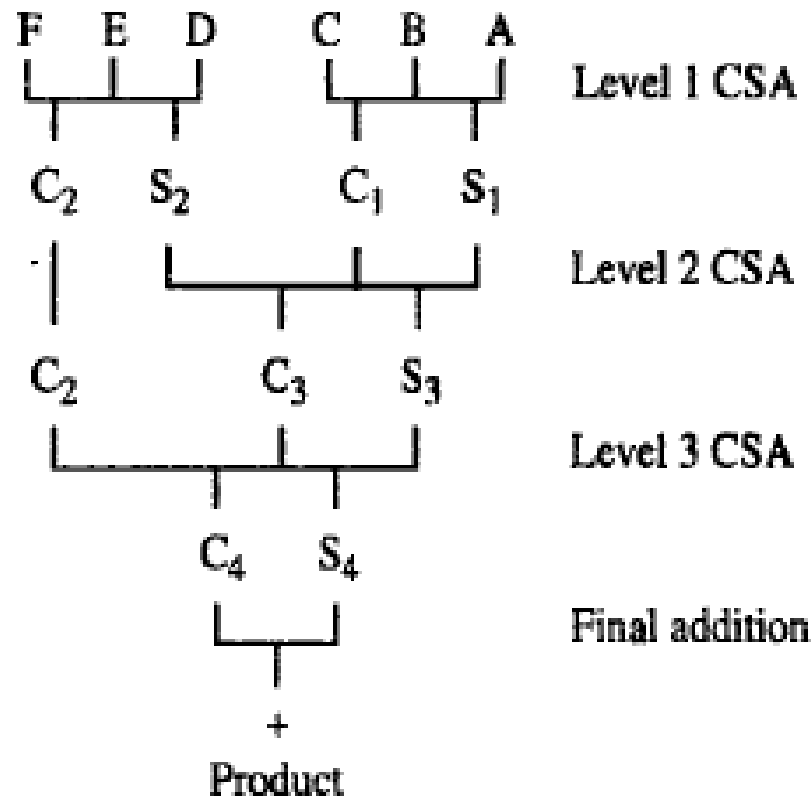 F E D C B A Level 1 CSA
C₂ S₂ C₁ S₁
Level 2 CSA
C₂ C₃ S₃
Level 3 CSA
C₄ S₄
Final addition
+
Product